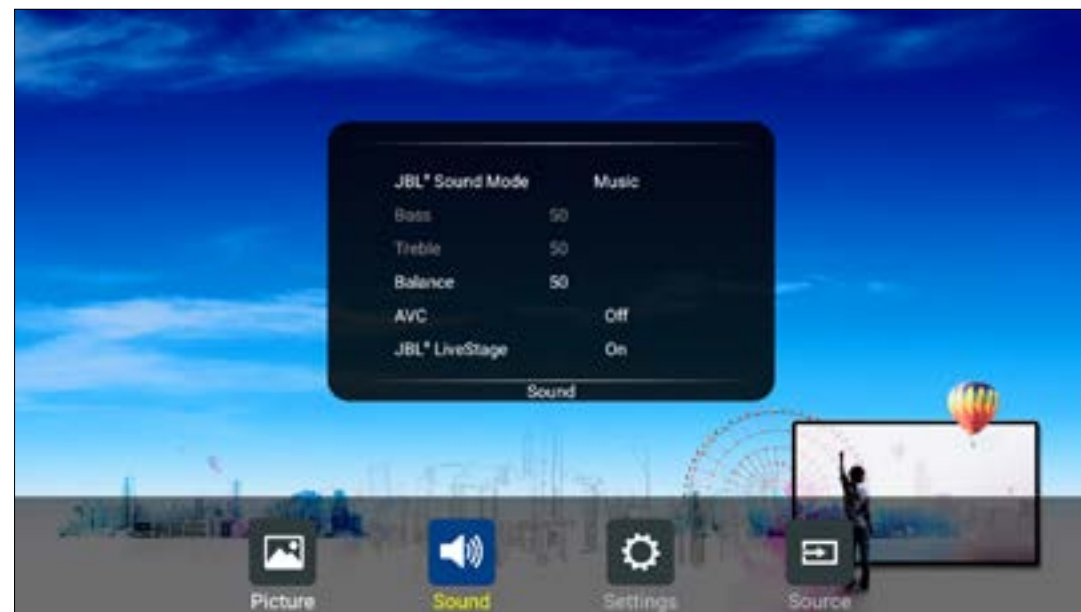 JBL® Sound Mode Music
Bass 50
Treble 50
Balance 50
AVC Off
JBL® LiveStage On
Sound
Picture Sound Settings Source